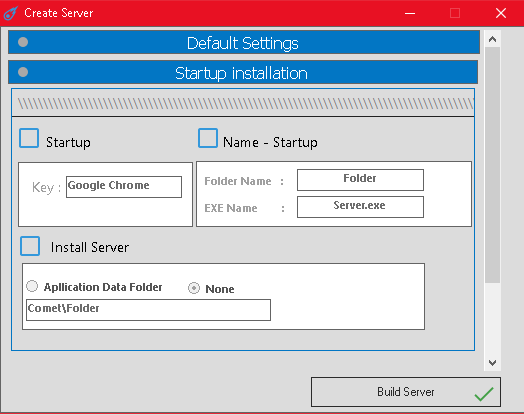 Create Server
Default Settings
Startup installation
\\\\\\\\\\\\\\\\\\\\\\\\\\\\\\\\\\\\\\\\\\\\\\\\\\\\\\\\\\\\\\\\\\\\\\\\\\\\
Startup
Name - Startup
Key :
Google Chrome
Folder Name :
Folder
EXE Name :
Server.exe
Install Server
Apllication Data Folder
None
Comet\Folder
Build Server